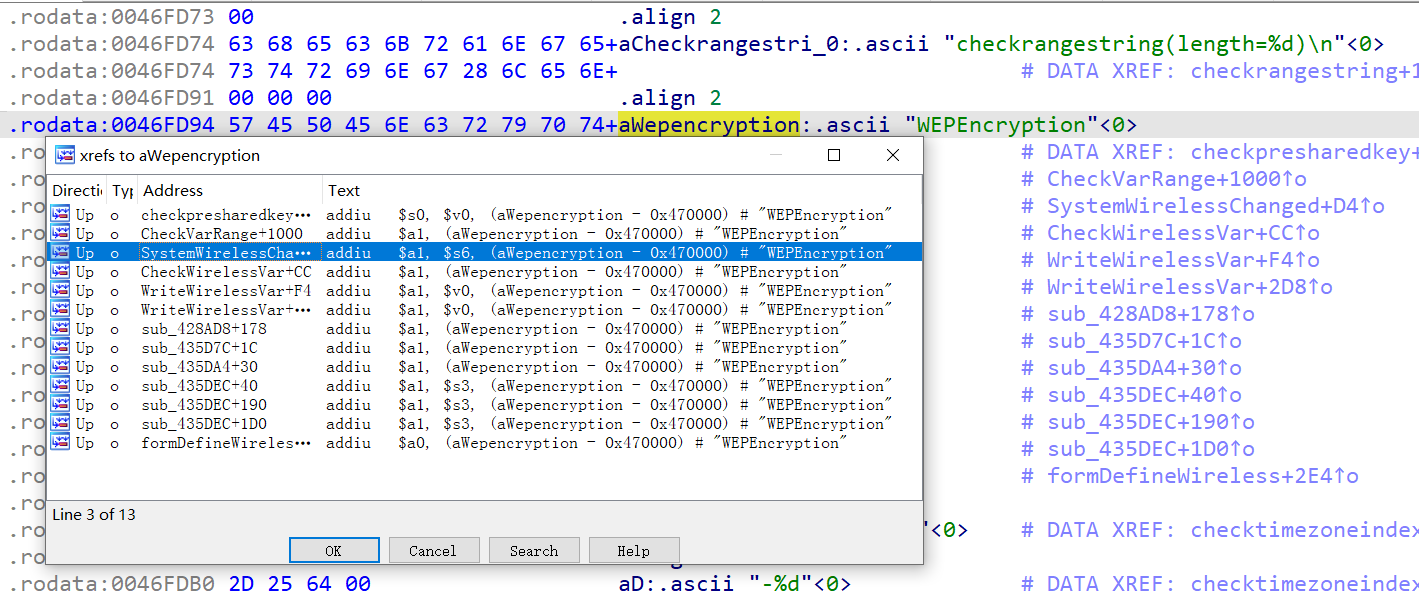 .rodata:0046FD73 00 .align 2
.rodata:0046FD74 63 68 65 63 6B 72 61 6E 67 65+aCheckrangestri_0:.ascii "checkrangestring(length=%d)\n"<0>
.rodata:0046FD74 73 74 72 69 6E 67 28 6C 65 6E+ # DATA XREF: checkrangestring+1
.rodata:0046FD91 00 00 00 .align 2
.rodata:0046FD94 57 45 50 45 6E 63 72 79 70 74+aWepencryption:.ascii "WEPEncryption"<0>
.ro # DATA XREF: checkpresharedkey+
xrefs to aWepencryption
.ro # CheckVarRange+1000↑o
Directi Typ Address Text
.ro # SystemWirelessChanged+D4↑o
Up o checkpresharedkey··· addiu $s0, $v0, (aWepencryption - 0x470000) # "WEPEncryption"
Up o CheckVarRange+1000 addiu $a1, (aWepencryption - 0x470000) # "WEPEncryption"
.ro # CheckWirelessVar+CC↑o
Up o SystemWirelessCha··· addiu $a1, $s6, (aWepencryption - 0x470000) # "WEPEncryption"
.ro # WriteWirelessVar+F4↑o
Up o CheckWirelessVar+CC addiu $a1, (aWepencryption - 0x470000) # "WEPEncryption"
.ro # WriteWirelessVar+2D8↑o
Up o WriteWirelessVar+F4 addiu $a1, $v0, (aWepencryption - 0x470000) # "WEPEncryption"
Up o WriteWirelessVar+··· addiu $a1, $v0, (aWepencryption - 0x470000) # "WEPEncryption"
.ro # sub_428AD8+178↑o
Up o sub_428AD8+178 addiu $a1, (aWepencryption - 0x470000) # "WEPEncryption"
.ro # sub_435D7C+1C↑o
Up o sub_435D7C+1C addiu $a1, (aWepencryption - 0x470000) # "WEPEncryption"
.ro # sub_435DA4+30↑o
Up o sub_435DA4+30 addiu $a1, (aWepencryption - 0x470000) # "WEPEncryption"
Up o sub_435DEC+40 addiu $a1, $s3, (aWepencryption - 0x470000) # "WEPEncryption"
.ro # sub_435DEC+40↑o
Up o sub_435DEC+190 addiu $a1, $s3, (aWepencryption - 0x470000) # "WEPEncryption"
.ro # sub_435DEC+190↑o
Up o sub_435DEC+1D0 addiu $a1, $s3, (aWepencryption - 0x470000) # "WEPEncryption"
.ro # sub_435DEC+1D0↑o
Up o formDefineWireles··· addiu $a0, (aWepencryption - 0x470000) # "WEPEncryption"
.ro # formDefineWireless+2E4↑o
.ro
Line 3 of 13
.ro "<0> # DATA XREF: checktimezoneindex
OK Cancel Search Help
.ro
.rodata:0046FDB0 2D 25 64 00 aD:.ascii "-%d"<0> # DATA XREF: checktimezoneindex